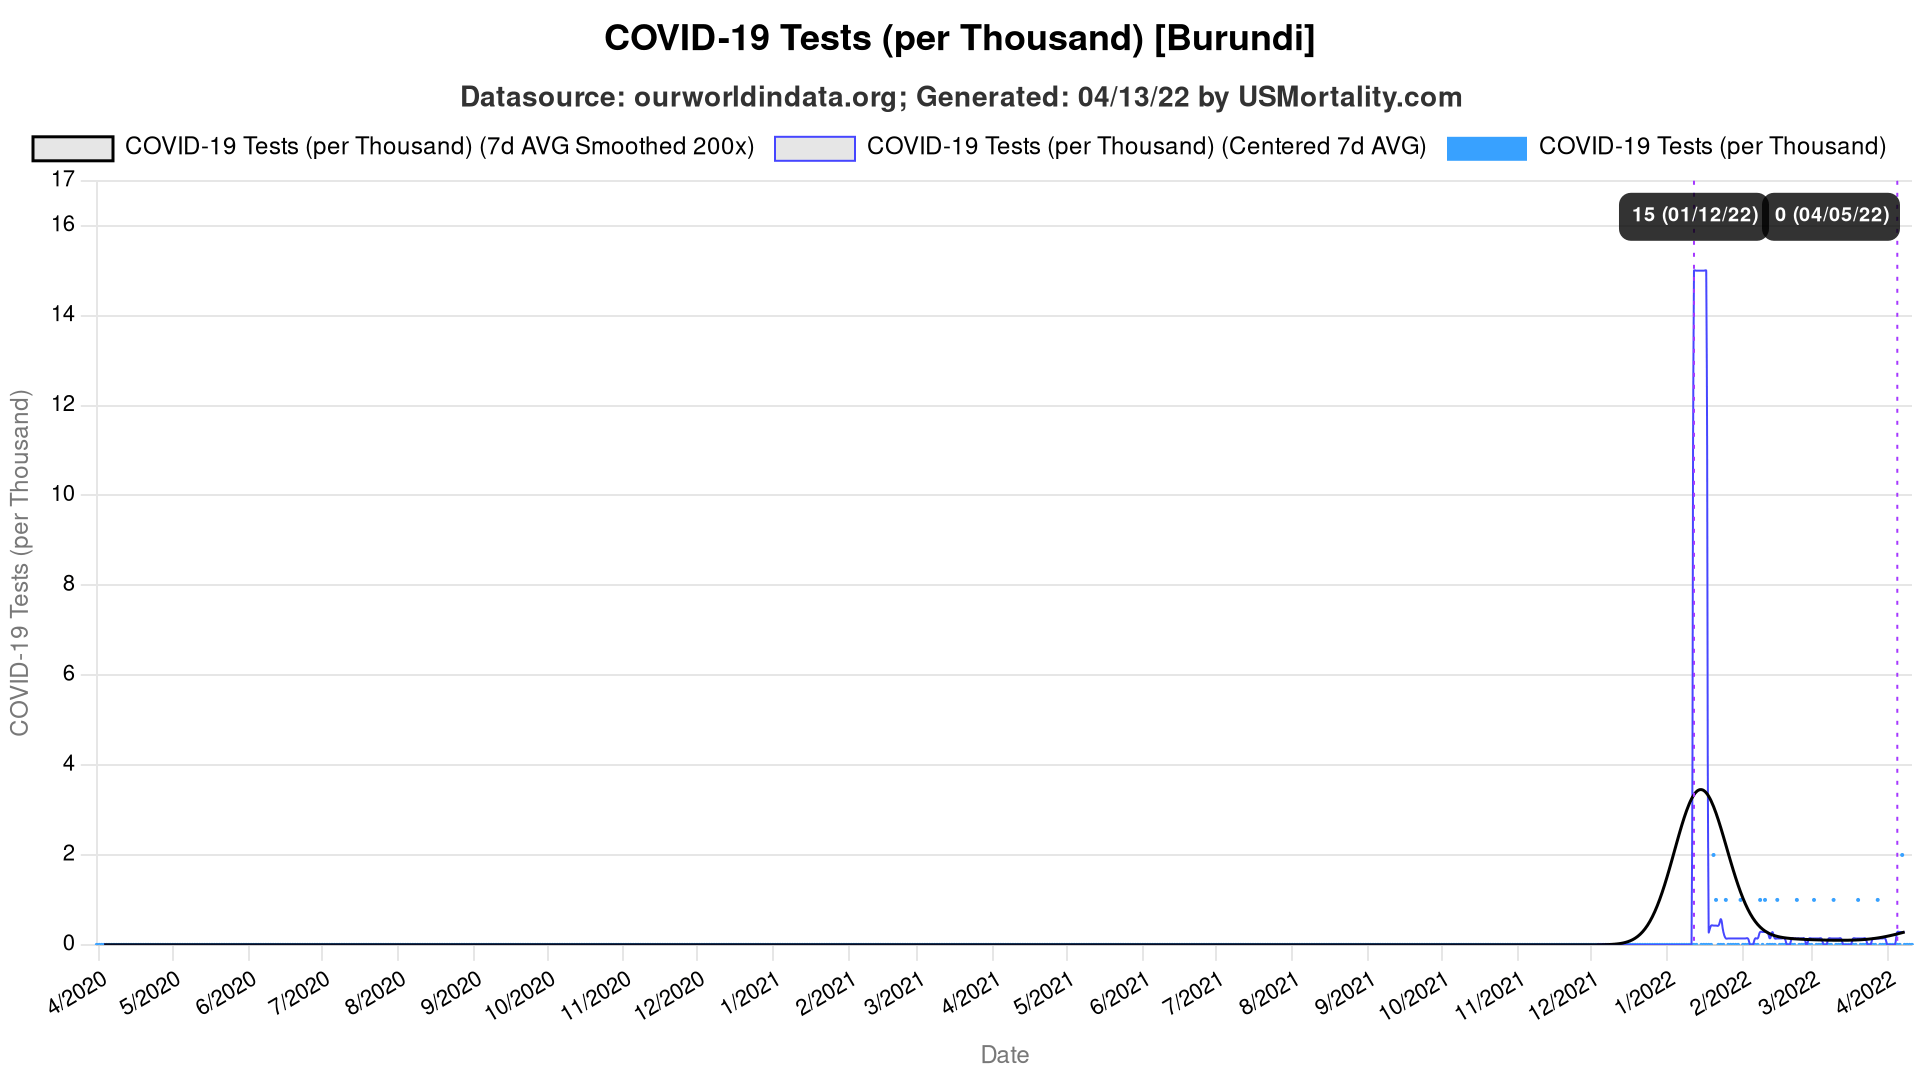 COVID-19 Tests (per Thousand) [Burundi]
Datasource: ourworldindata.org; Generated: 04/13/22 by USMortality.com
COVID-19 Tests (per Thousand) (7d AVG Smoothed 200x) COVID-19 Tests (per Thousand) (Centered 7d AVG) COVID-19 Tests (per Thousand)
17
16
14
12
10
8
6
4
2
0
COVID-19 Tests (per Thousand)
15 (01/12/22) 0 (04/05/22)
4/2020 5/2020 6/2020 7/2020 8/2020 9/2020 10/2020 11/2020 12/2020 1/2021 2/2021 3/2021 4/2021 5/2021 6/2021 7/2021 8/2021 9/2021 10/2021 11/2021 12/2021 1/2022 2/2022 3/2022 4/2022
Date